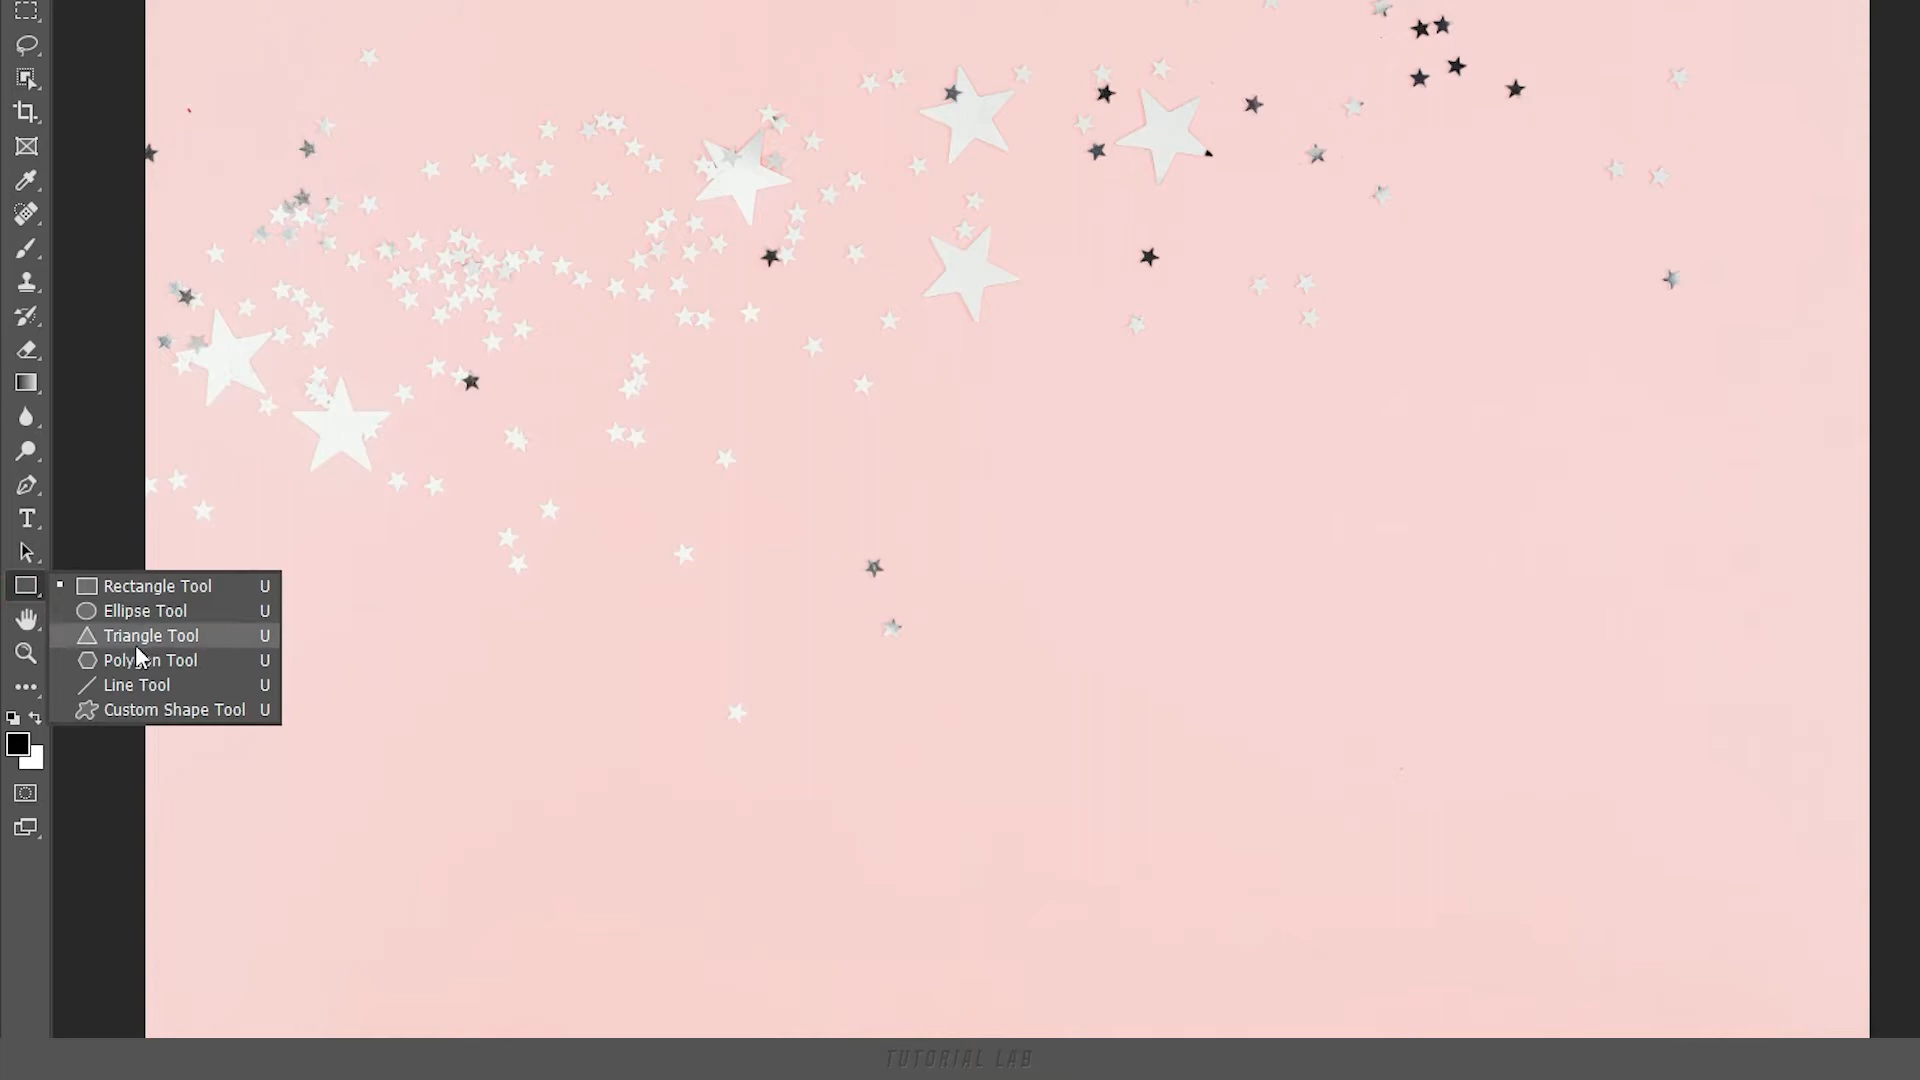 Rectangle Tool U
Ellipse Tool U
Triangle Tool U
Polygon Tool U
Line Tool U
Custom Shape Tool U
TUTORIAL LAB